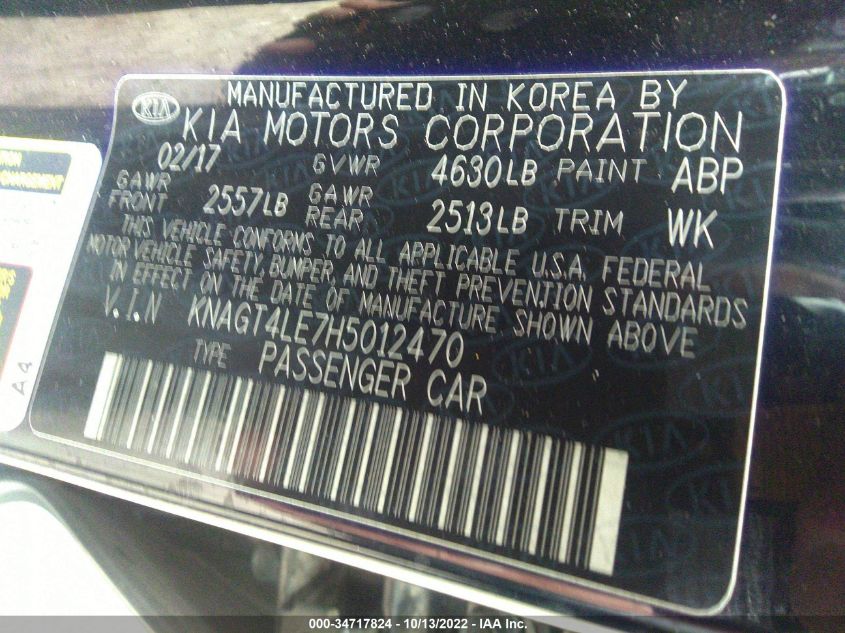 KIA MANUFACTURED IN KOREA BY
KIA MOTORS CORPORATION
02/17 GVWR 4630LB PAINT ABP
GAWR FRONT 2557LB GAWR REAR 2513LB TRIM WK
THIS VEHICLE CONFORMS TO ALL APPLICABLE U.S.A. FEDERAL
MOTOR VEHICLE SAFETY, BUMPER, AND THEFT PREVENTION STANDARDS
IN EFFECT ON THE DATE OF MANUFACTURE SHOWN ABOVE
V.I.N KNAGT4LE7H5012470
TYPE PASSENGER CAR
A4
000-34717824 - 10/13/2022 - IAA Inc.